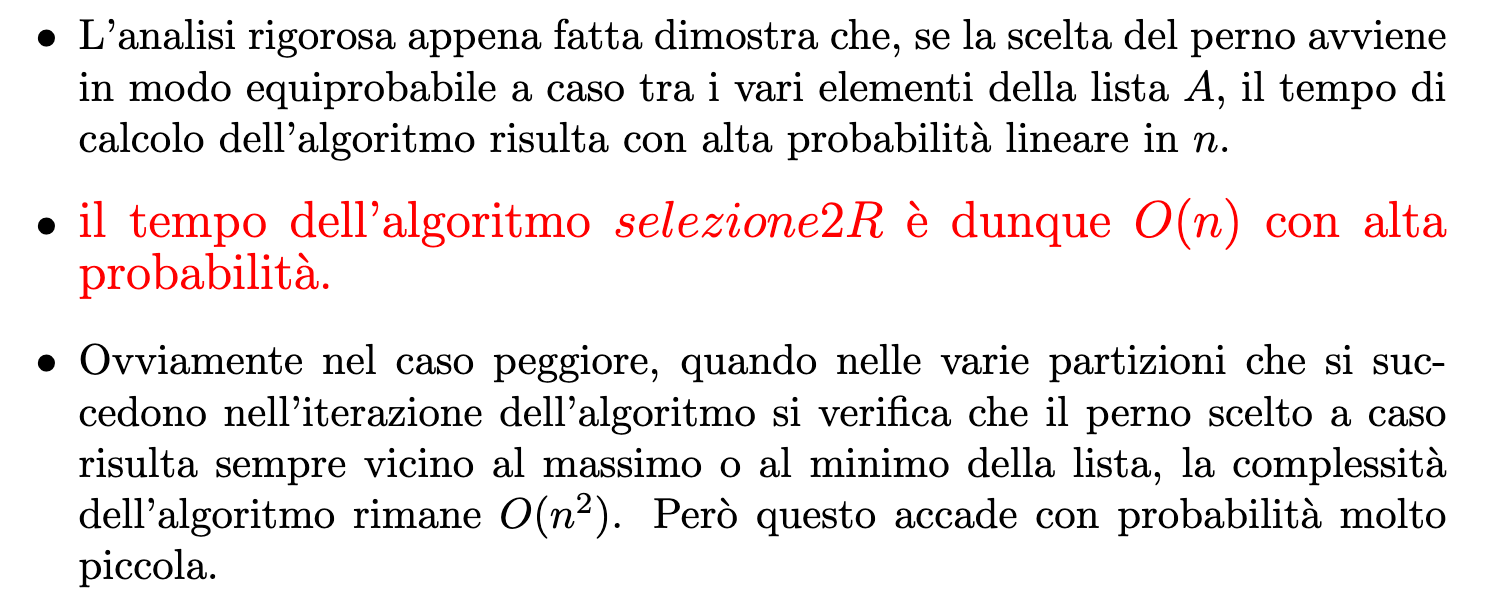 • L'analisi rigorosa appena fatta dimostra che, se la scelta del perno avviene
in modo equiprobabile a caso tra i vari elementi della lista A, il tempo di
calcolo dell'algoritmo risulta con alta probabilità lineare in n.
• il tempo dell'algoritmo selezione2R è dunque O(n) con alta
probabilità.
• Ovviamente nel caso peggiore, quando nelle varie partizioni che si suc-
cedono nell'iterazione dell'algoritmo si verifica che il perno scelto a caso
risulta sempre vicino al massimo o al minimo della lista, la complessità
dell'algoritmo rimane O(n²). Però questo accade con probabilità molto
piccola.